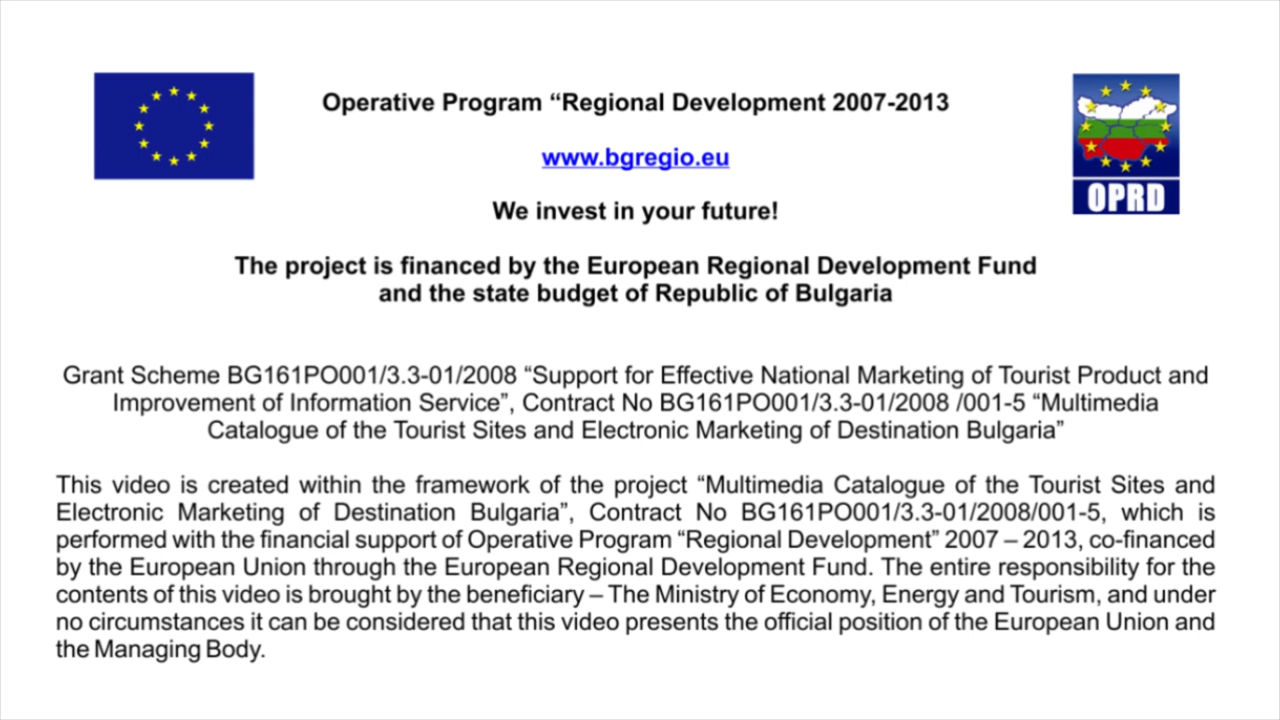 Operative Program “Regional Development 2007-2013
www.bgregio.eu
We invest in your future!
OPRD
The project is financed by the European Regional Development Fund
and the state budget of Republic of Bulgaria
Grant Scheme BG161PO001/3.3-01/2008 “Support for Effective National Marketing of Tourist Product and
Improvement of Information Service”, Contract No BG161PO001/3.3-01/2008 /001-5 “Multimedia
Catalogue of the Tourist Sites and Electronic Marketing of Destination Bulgaria”
This video is created within the framework of the project “Multimedia Catalogue of the Tourist Sites and
Electronic Marketing of Destination Bulgaria”, Contract No BG161PO001/3.3-01/2008/001-5, which is
performed with the financial support of Operative Program “Regional Development” 2007 – 2013, co-financed
by the European Union through the European Regional Development Fund. The entire responsibility for the
contents of this video is brought by the beneficiary – The Ministry of Economy, Energy and Tourism, and under
no circumstances it can be considered that this video presents the official position of the European Union and
the Managing Body.